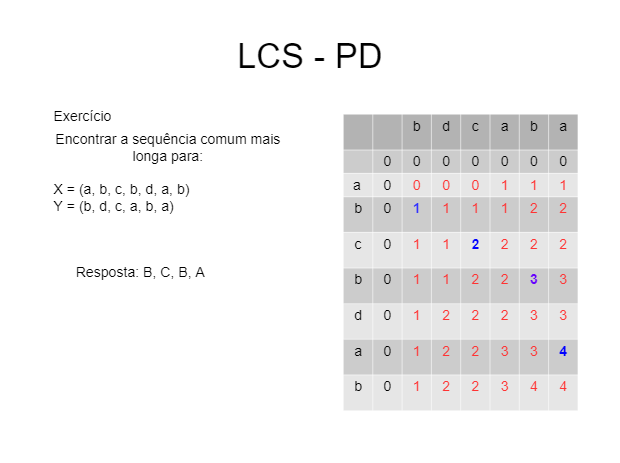 LCS - PD
Exercício
Encontrar a sequência comum mais
longa para:
X = (a, b, c, b, d, a, b)
Y = (b, d, c, a, b, a)
Resposta: B, C, B, A
b d c a b a
0 0 0 0 0 0 0
a 0 0 0 0 1 1 1
b 0 1 1 1 1 2 2
c 0 1 1 2 2 2 2
b 0 1 1 2 2 3 3
d 0 1 2 2 2 3 3
a 0 1 2 2 3 3 4
b 0 1 2 2 3 4 4